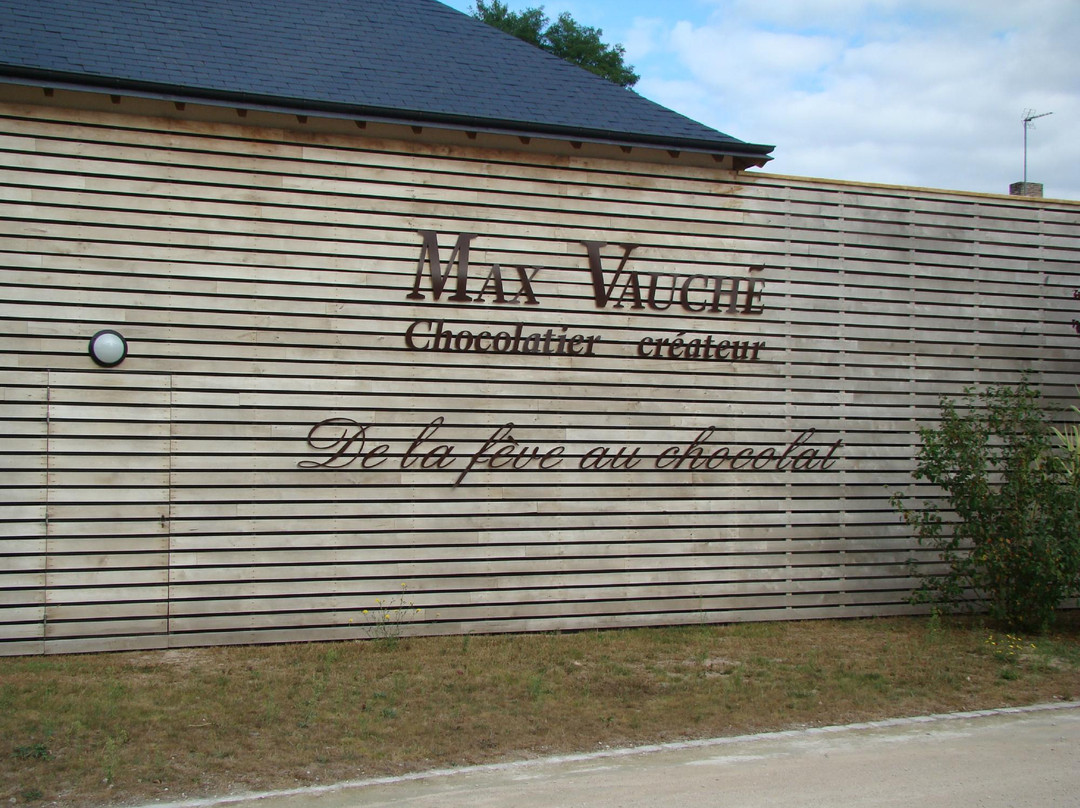 MAX VAUCHÉ
Chocolatier créateur
De la fève au chocolat